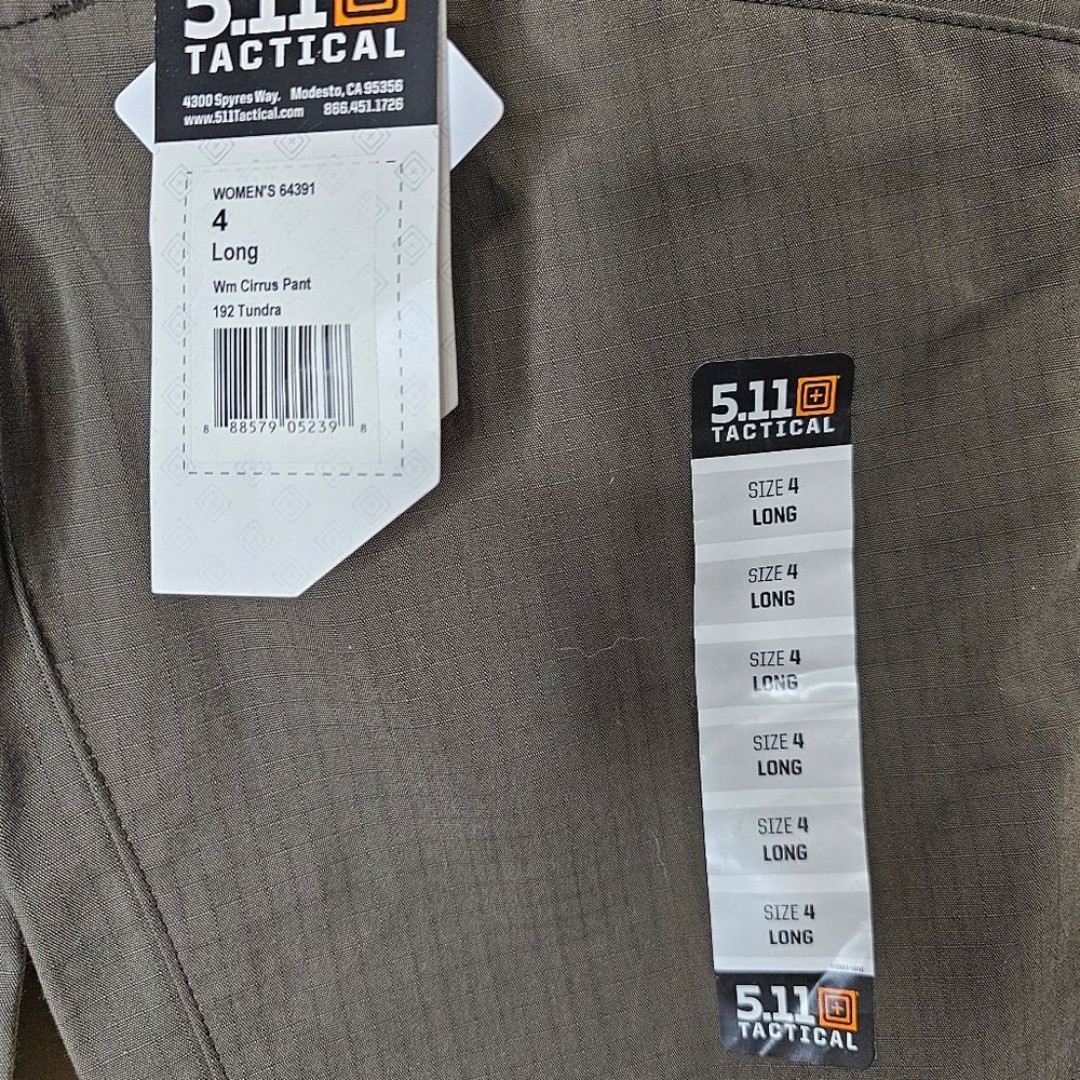 5.11
TACTICAL
4300 Spyres Way. Modesto, CA 95356
www.511Tactical.com 866.451.1726
WOMEN'S 64391
4
Long
Wm Cirrus Pant
192 Tundra
8 88579 05239 8
5.11
TACTICAL
SIZE 4
LONG
SIZE 4
LONG
SIZE 4
LONG
SIZE 4
LONG
SIZE 4
LONG
SIZE 4
LONG
5.11
TACTICAL